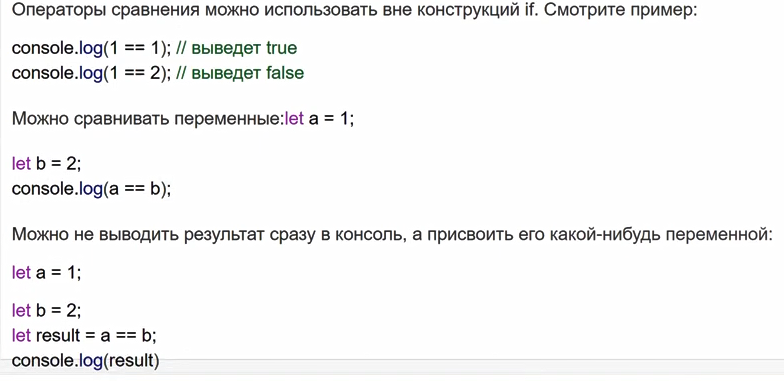 Операторы сравнения можно использовать вне конструкций if. Смотрите пример:
console.log(1 == 1); // выведет true
console.log(1 == 2); // выведет false
Можно сравнивать переменные:let a = 1;
let b = 2;
console.log(a == b);
Можно не выводить результат сразу в консоль, а присвоить его какой-нибудь переменной:
let a = 1;
let b = 2;
let result = a == b;
console.log(result)